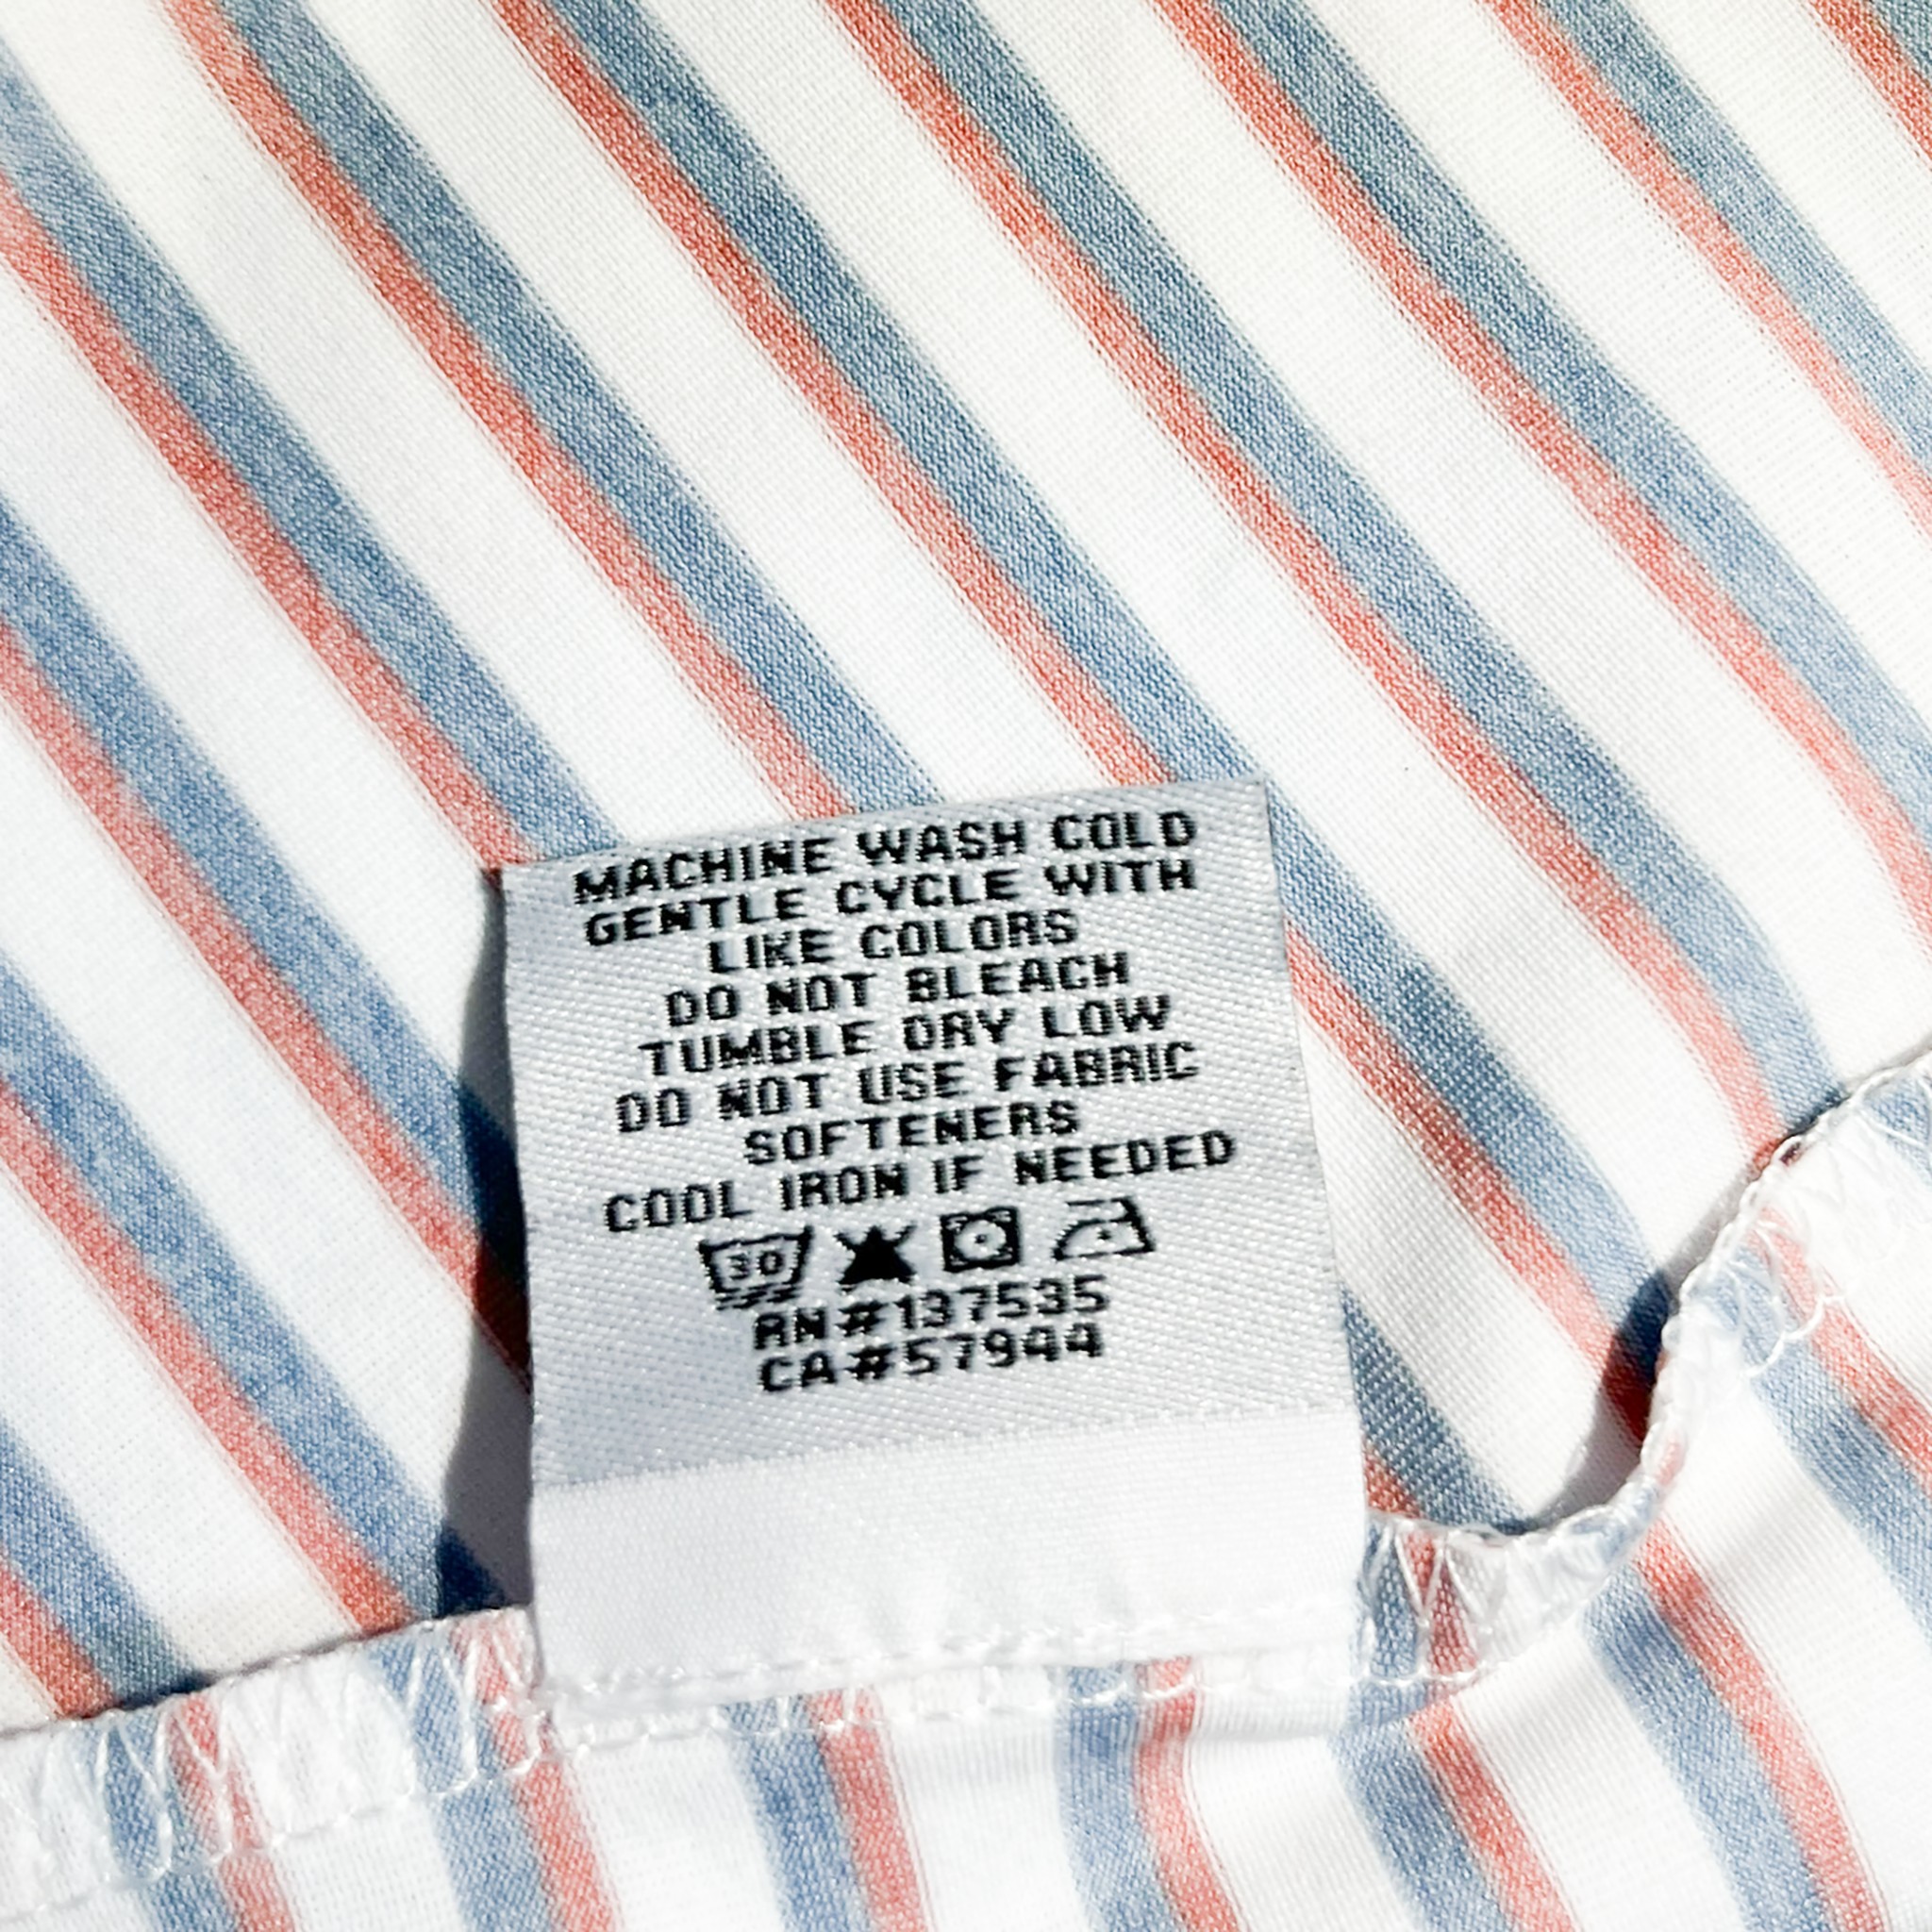 MACHINE WASH COLD
GENTLE CYCLE WITH
LIKE COLORS
DO NOT BLEACH
TUMBLE DRY LOW
DO NOT USE FABRIC
SOFTENERS
COOL IRON IF NEEDED
30
RN#137535
CA#57944